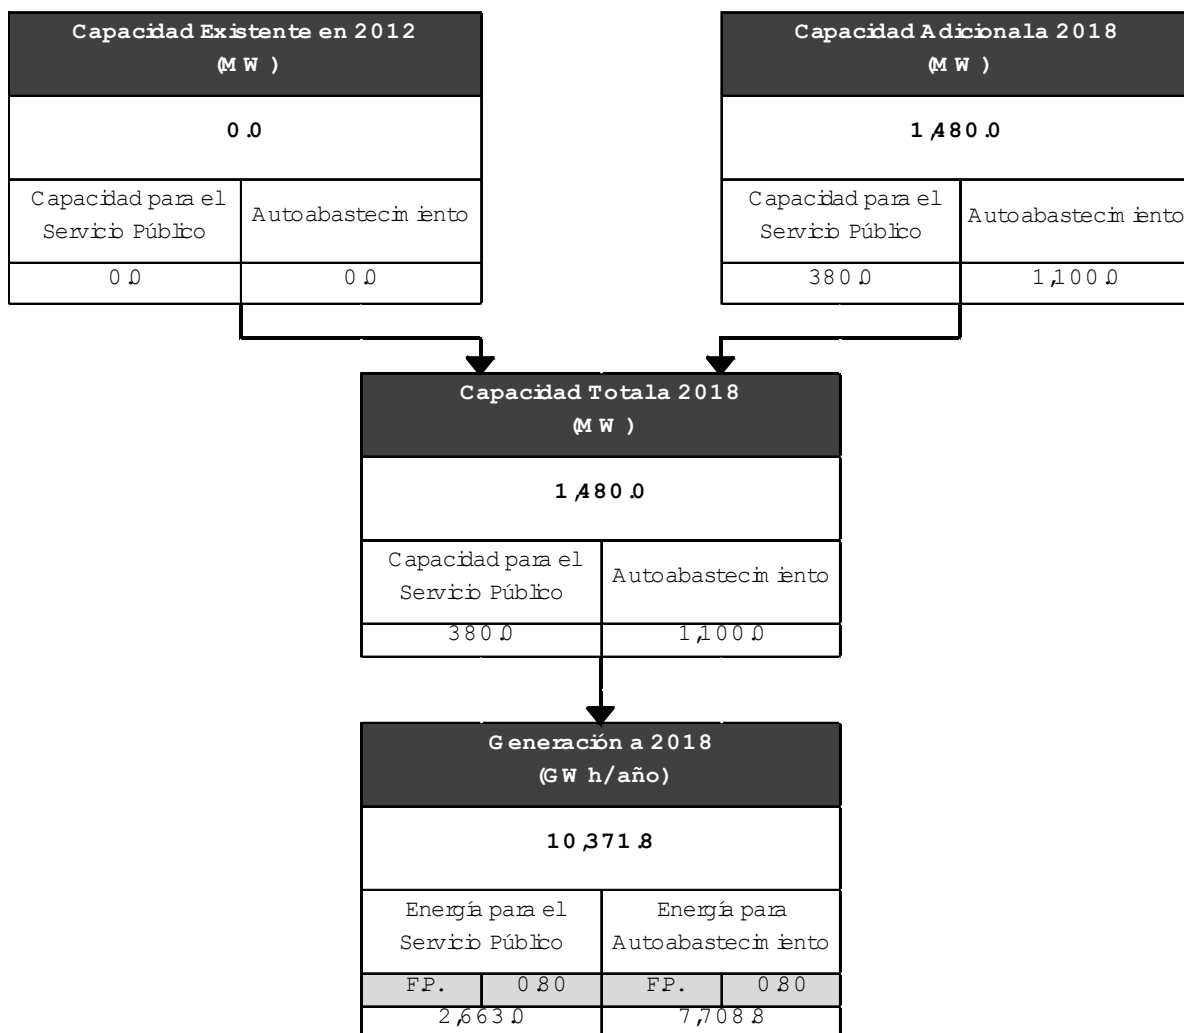 Capacidad Existente en 2012
(MW)
0.0
Capacidad para el
Servicio Público
Autoabastecimiento
0.0
0.0
Capacidad Adicional a 2018
(MW)
1,480.0
Capacidad para el
Servicio Público
Autoabastecimiento
380.0
1,100.0
Capacidad Total a 2018
(MW)
1,480.0
Capacidad para el
Servicio Público
Autoabastecimiento
380.0
1,100.0
Generación a 2018
(GWh/año)
10,371.8
Energía para el
Servicio Público
Energía para
Autoabastecimiento
F.P.
0.80
F.P.
0.80
2,663.0
7,708.8